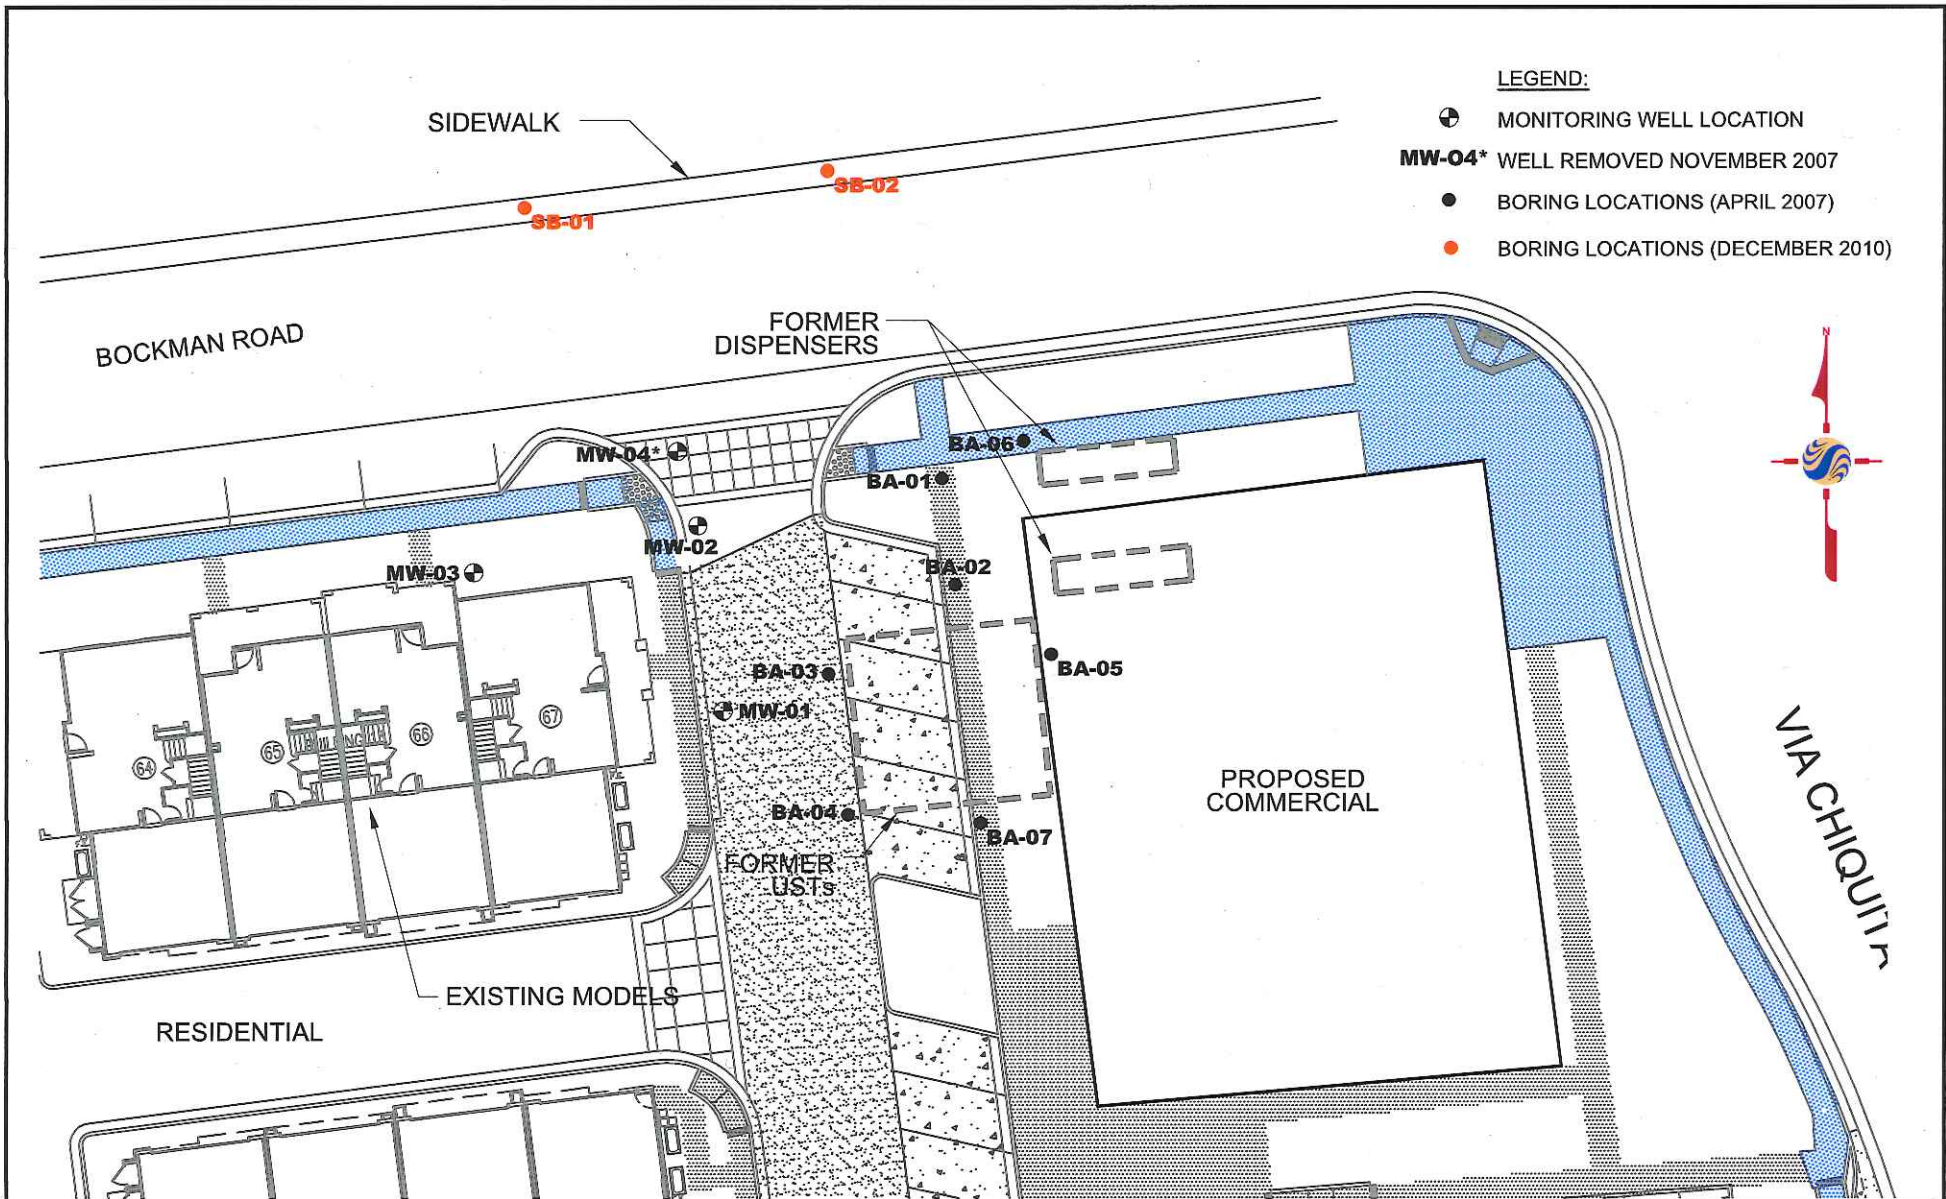 LEGEND:
MONITORING WELL LOCATION
MW-O4* WELL REMOVED NOVEMBER 2007
BORING LOCATIONS (APRIL 2007)
BORING LOCATIONS (DECEMBER 2010)
SIDEWALK
SB-02
SB-01
BOCKMAN ROAD
FORMER
DISPENSERS
N
MW-04*
BA-06
BA-01
MW-02
MW-03
BA-02
BA-03
BA-05
MW-01
67
66
65
64
PROPOSED
COMMERCIAL
BA-04
BA-07
FORMER
USTs
VIA CHIQUITA
EXISTING MODELS
RESIDENTIAL